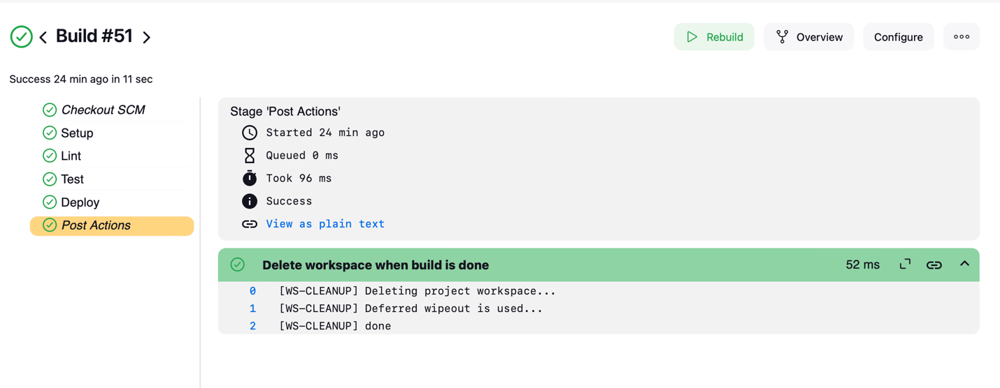 Build #51
Rebuild
Overview
Configure
Success 24 min ago in 11 sec
Checkout SCM
Setup
Lint
Test
Deploy
Post Actions
Stage 'Post Actions'
Started 24 min ago
Queued 0 ms
Took 96 ms
Success
View as plain text
Delete workspace when build is done 52 ms
0 [WS-CLEANUP] Deleting project workspace...
1 [WS-CLEANUP] Deferred wipeout is used...
2 [WS-CLEANUP] done